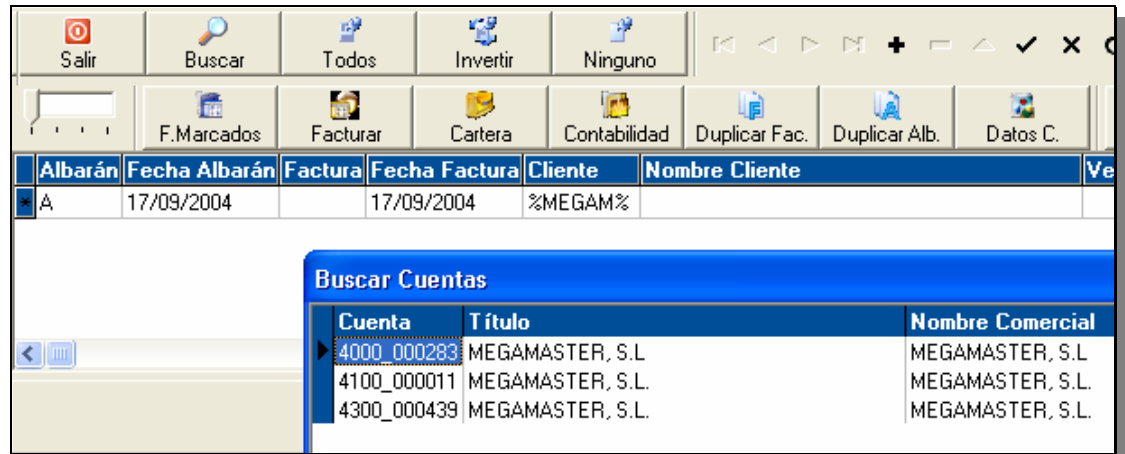 Salir Buscar Todos Invertir Ninguno
F.Marcados Facturar Cartera Contabilidad Duplicar Fac. Duplicar Alb. Datos C.
Albarán Fecha Albarán Factura Fecha Factura Cliente Nombre Cliente Ve
* A 17/09/2004 17/09/2004 %MEGAM%
Buscar Cuentas
Cuenta Título Nombre Comercial
4000_000283 MEGAMASTER, S.L MEGAMASTER, S.L
4100_000011 MEGAMASTER, S.L. MEGAMASTER, S.L.
4300_000439 MEGAMASTER, S.L. MEGAMASTER, S.L.